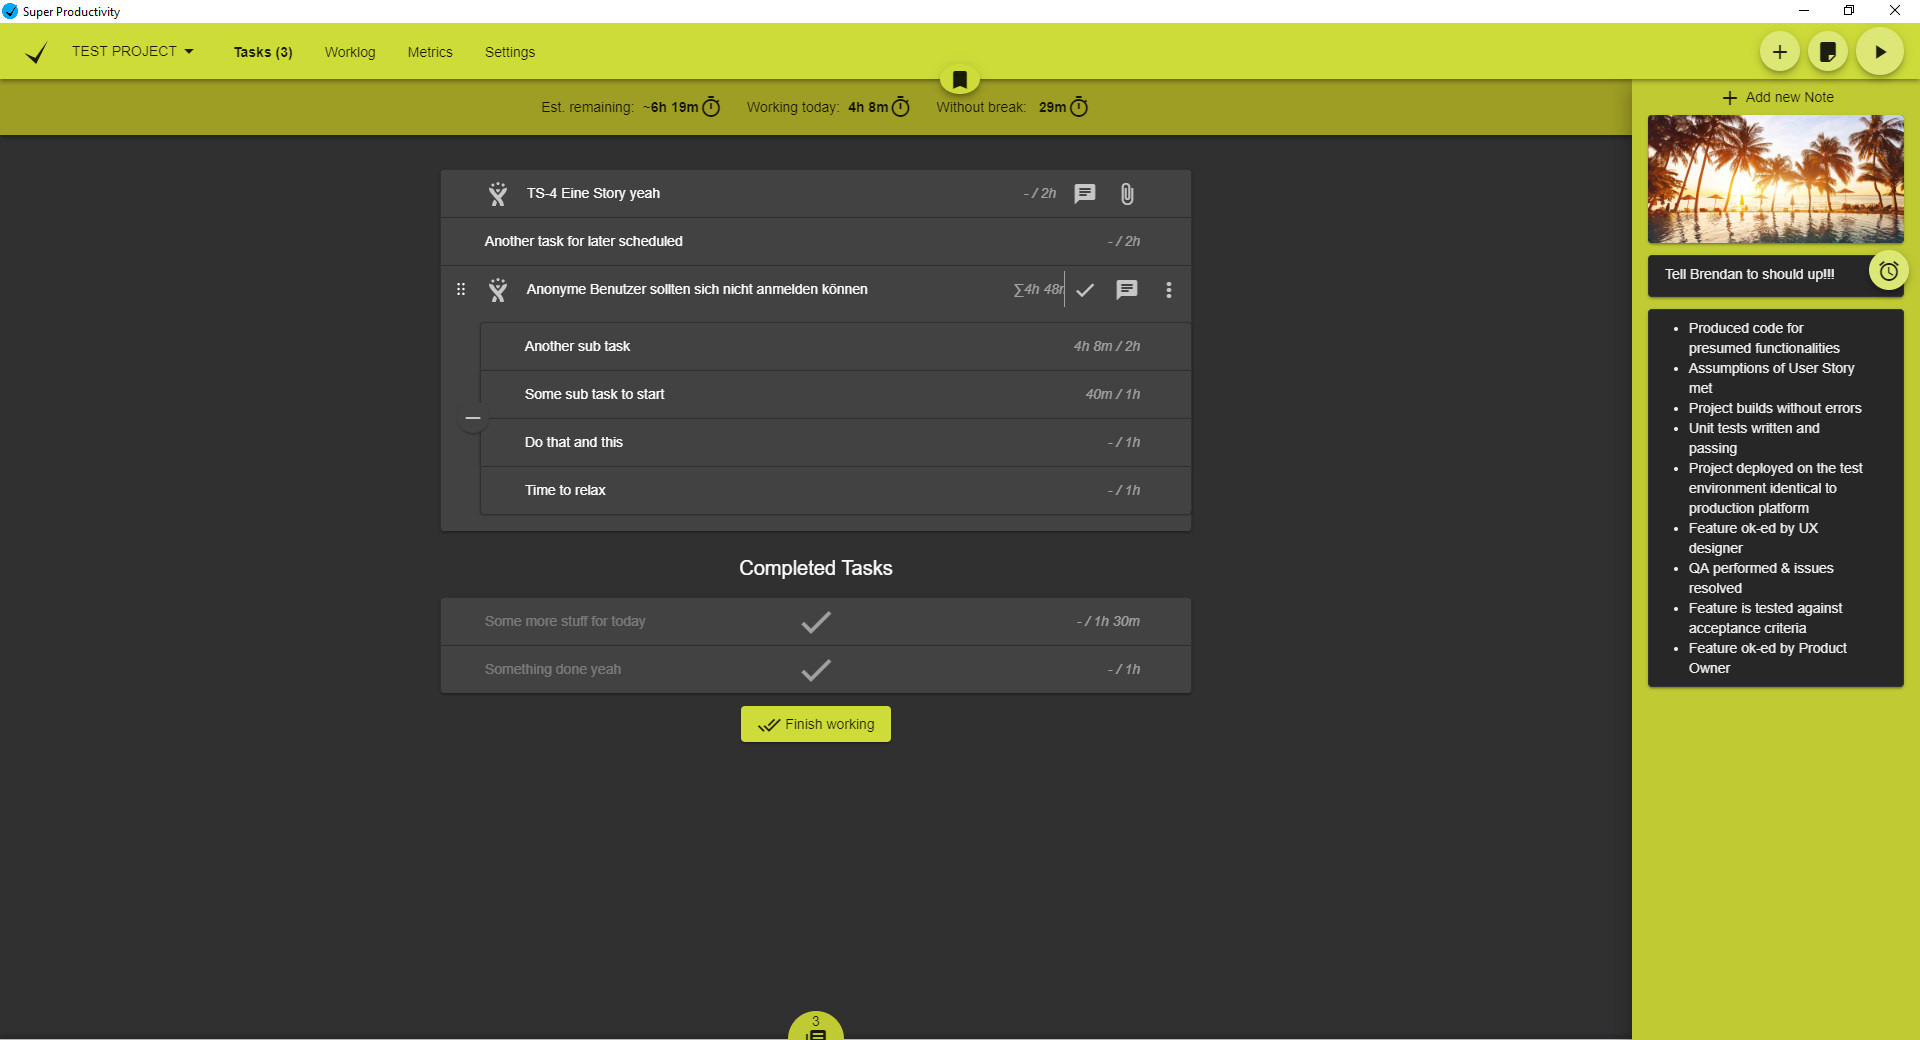 Super Productivity
TEST PROJECT
Tasks (3)
Worklog
Metrics
Settings
Est. remaining: ~6h 19m
Working today: 4h 8m
Without break: 29m
TS-4 Eine Story yeah
- / 2h
Another task for later scheduled
- / 2h
Anonyme Benutzer sollten sich nicht anmelden können
∑4h 48
Another sub task
4h 8m / 2h
Some sub task to start
40m / 1h
Do that and this
- / 1h
Time to relax
- / 1h
Completed Tasks
Some more stuff for today
- / 1h 30m
Something done yeah
- / 1h
Finish working
3
Add new Note
Tell Brendan to should up!!!
• Produced code for
presumed functionalities
• Assumptions of User Story
met
• Project builds without errors
• Unit tests written and
passing
• Project deployed on the test
environment identical to
production platform
• Feature ok-ed by UX
designer
• QA performed & issues
resolved
• Feature is tested against
acceptance criteria
• Feature ok-ed by Product
Owner